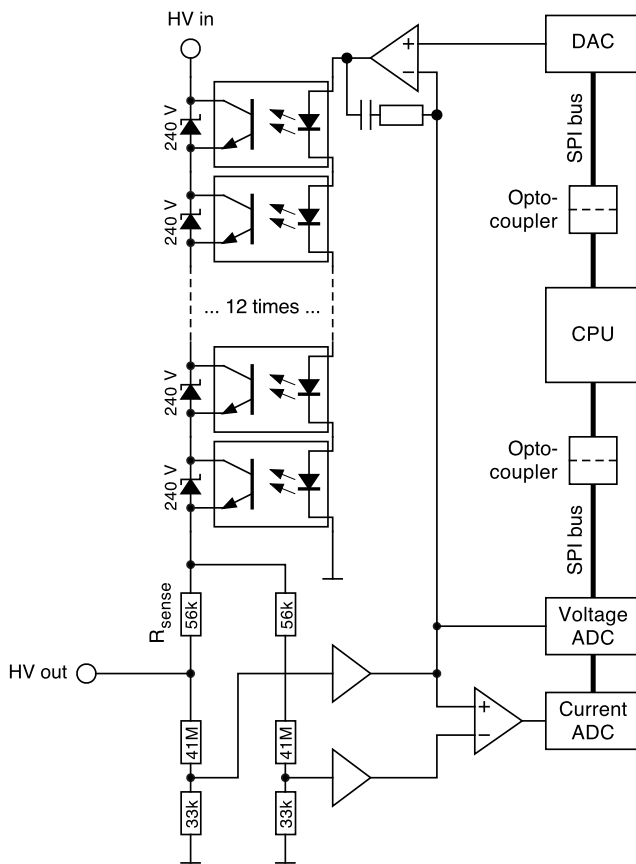 HV in
DAC
+
−
240 V
SPI bus
Opto-
coupler
240 V
... 12 times ...
CPU
240 V
Opto-
coupler
240 V
SPI bus
Rsense
56k
56k
Voltage
ADC
HV out
Current
ADC
+
−
41M
41M
33k
33k